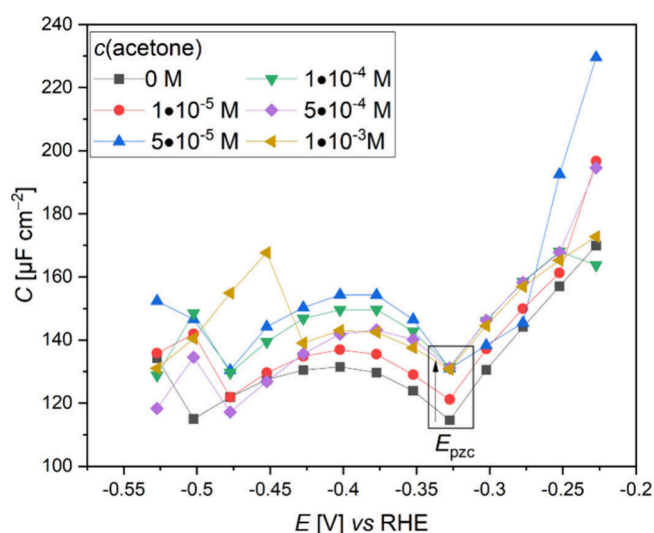 240
220
200
180
160
140
120
100
C [µF cm⁻²]
c(acetone)
0 M
1•10⁻⁴ M
1•10⁻⁵ M
5•10⁻⁴ M
5•10⁻⁵ M
1•10⁻³M
E_pzc
-0.55 -0.5 -0.45 -0.4 -0.35 -0.3 -0.25 -0.2
E [V] vs RHE